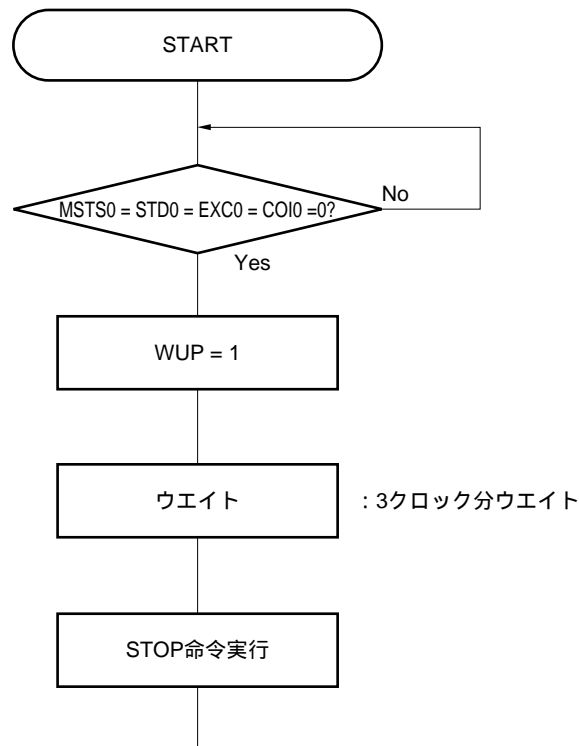 START
MSTS0 = STD0 = EXC0 = COI0 =0?
No
Yes
WUP = 1
ウエイト
：3クロック分ウエイト
STOP命令実行